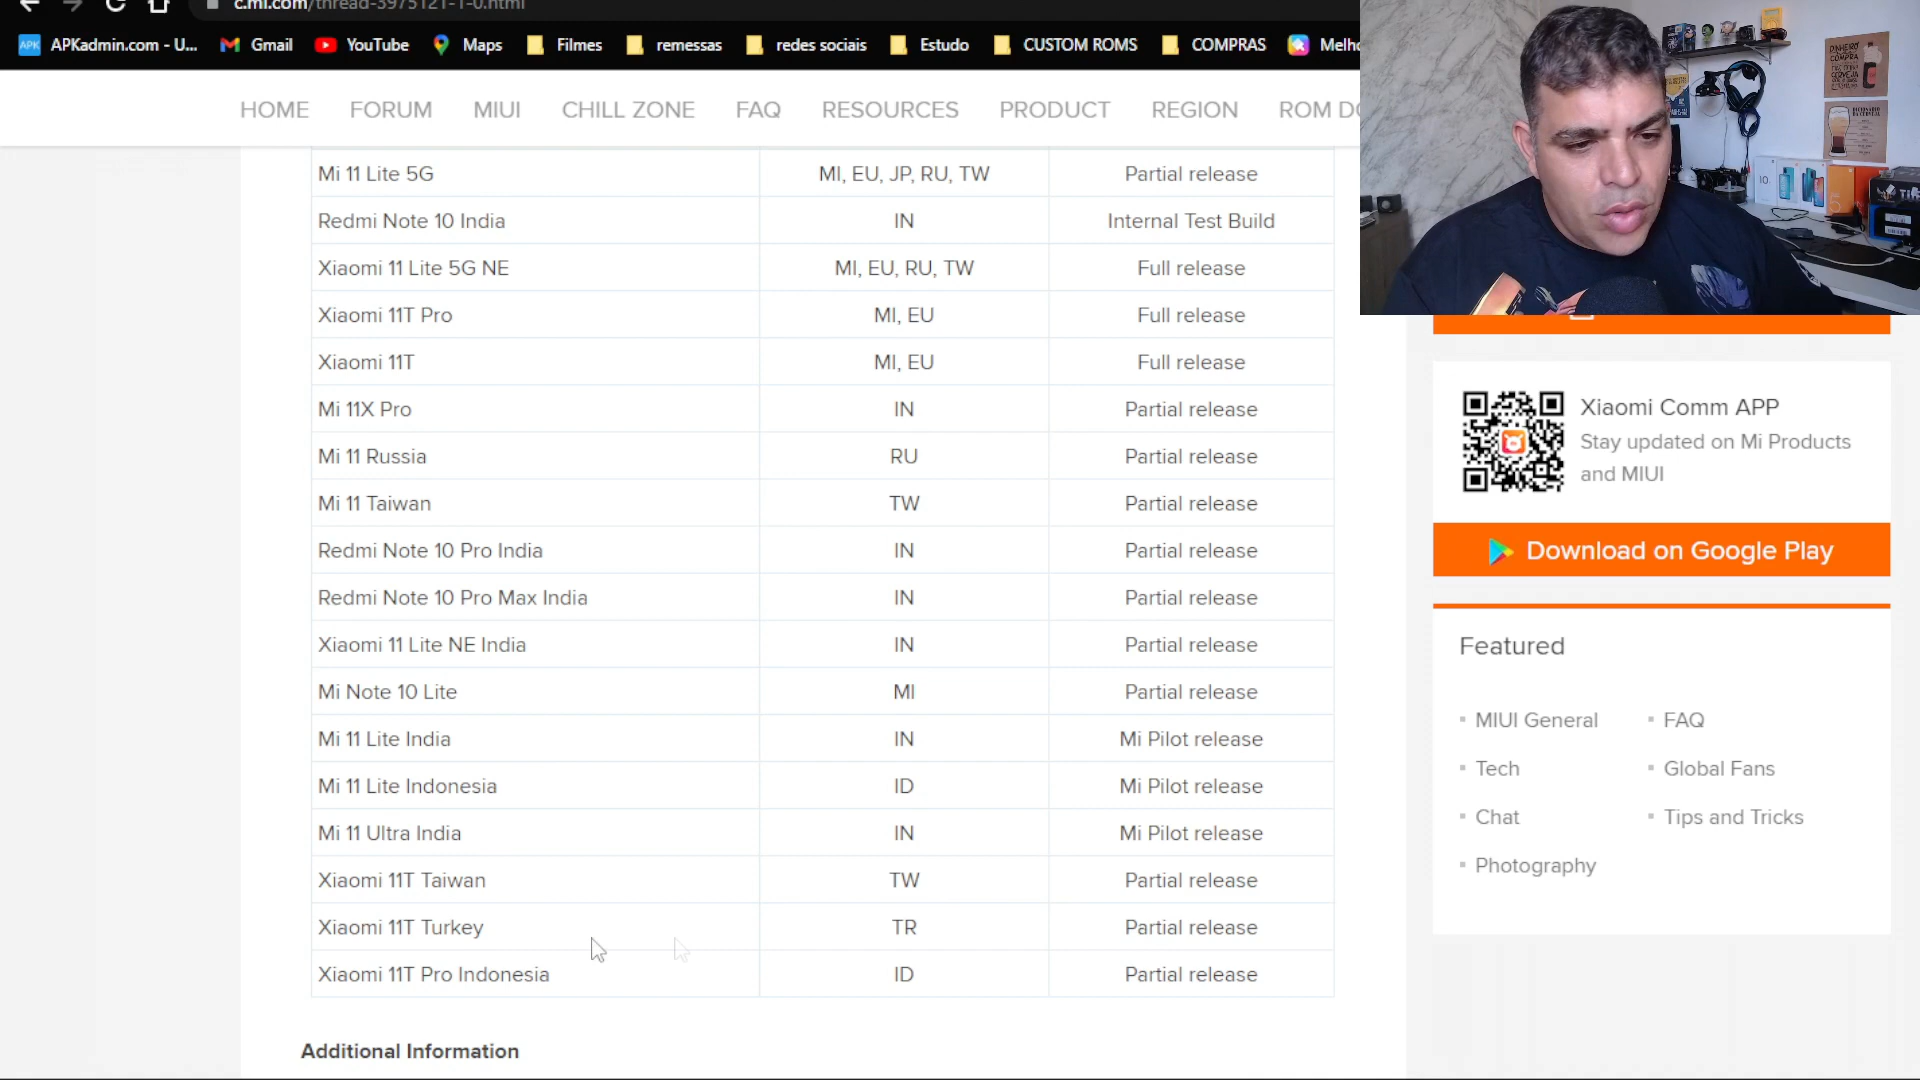 c.mi.com/thread-3975121-1-0.html
APK APKadmin.com - U...
Gmail
YouTube
Maps
Filmes
remessas
redes sociais
Estudo
CUSTOM ROMS
COMPRAS
Melho
HOME FORUM MIUI CHILL ZONE FAQ RESOURCES PRODUCT REGION ROM DO
Mi 11 Lite 5G MI, EU, JP, RU, TW Partial release
Redmi Note 10 India IN Internal Test Build
Xiaomi 11 Lite 5G NE MI, EU, RU, TW Full release
Xiaomi 11T Pro MI, EU Full release
Xiaomi 11T MI, EU Full release
Mi 11X Pro IN Partial release
Mi 11 Russia RU Partial release
Mi 11 Taiwan TW Partial release
Redmi Note 10 Pro India IN Partial release
Redmi Note 10 Pro Max India IN Partial release
Xiaomi 11 Lite NE India IN Partial release
Mi Note 10 Lite MI Partial release
Mi 11 Lite India IN Mi Pilot release
Mi 11 Lite Indonesia ID Mi Pilot release
Mi 11 Ultra India IN Mi Pilot release
Xiaomi 11T Taiwan TW Partial release
Xiaomi 11T Turkey TR Partial release
Xiaomi 11T Pro Indonesia ID Partial release
Additional Information
DINHEIRO
COMPRA
CERVEJA
10
Xiaomi Comm APP
Stay updated on Mi Products
and MIUI
Download on Google Play
Featured
MIUI General
FAQ
Tech
Global Fans
Chat
Tips and Tricks
Photography